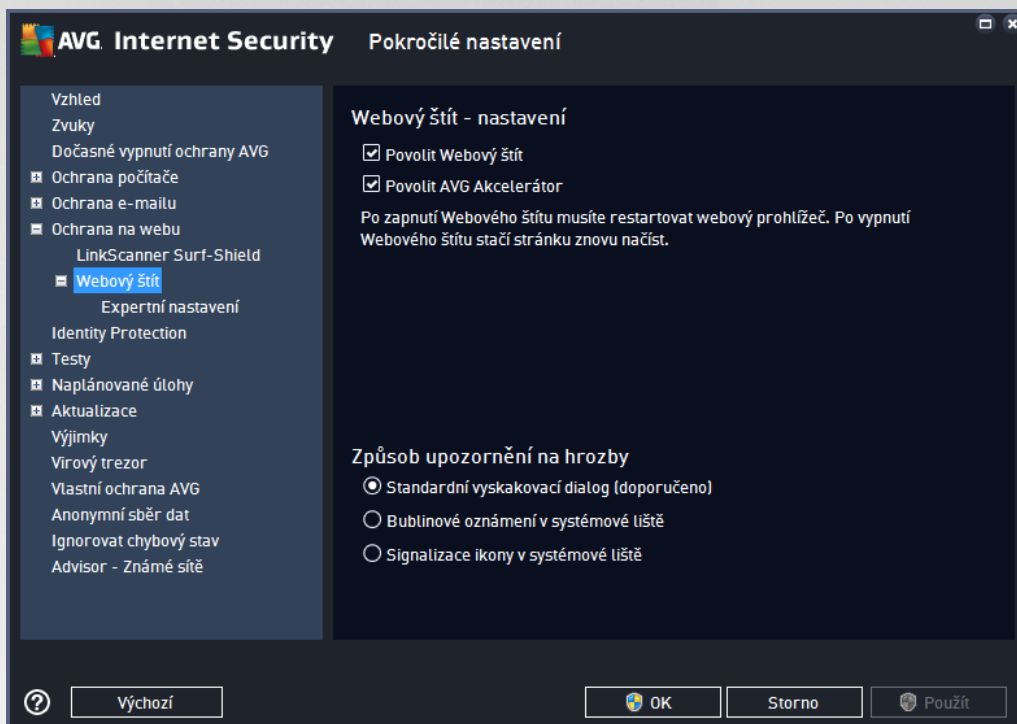 AVG. Internet Security Pokročilé nastavení
Vzhled
Zvuky
Dočasné vypnutí ochrany AVG
Ochrana počítače
Ochrana e-mailu
Ochrana na webu
LinkScanner Surf-Shield
Webový štít
Expertní nastavení
Identity Protection
Testy
Naplánované úlohy
Aktualizace
Výjimky
Virový trezor
Vlastní ochrana AVG
Anonymní sběr dat
Ignorovat chybový stav
Advisor - Známé sítě
Webový štít - nastavení
Povolit Webový štít
Povolit AVG Akcelerátor
Po zapnutí Webového štítu musíte restartovat webový prohlížeč. Po vypnutí
Webového štítu stačí stránku znovu načíst.
Způsob upozornění na hrozby
Standardní vyskakovací dialog (doporučeno)
Bublinové oznámení v systémové liště
Signalizace ikony v systémové liště
Výchozí
OK
Storno
Použít